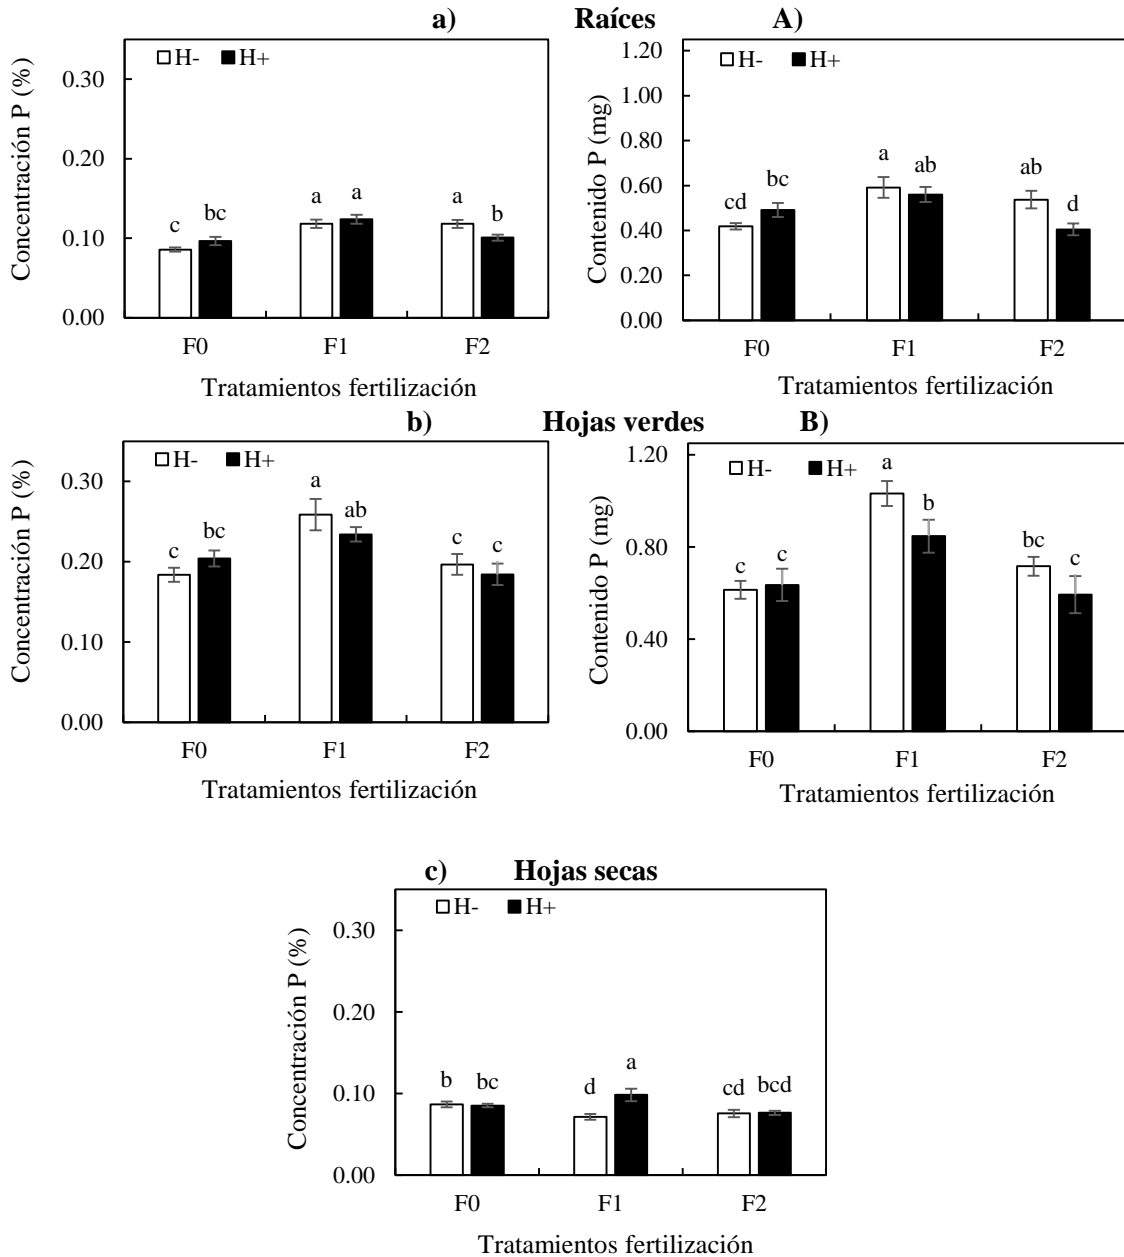 a) Raíces A)
H- H+
Concentración P (%)
0.30
0.20
0.10
0.00
c bc a a a b
F0 F1 F2
Tratamientos fertilización
H- H+
Contenido P (mg)
1.20
1.00
0.80
0.60
0.40
0.20
0.00
cd bc a ab ab d
F0 F1 F2
Tratamientos fertilización
b) Hojas verdes B)
H- H+
Concentración P (%)
0.30
0.20
0.10
0.00
c bc a ab c c
F0 F1 F2
Tratamientos fertilización
H- H+
Contenido P (mg)
1.20
0.80
0.40
0.00
c c a b bc c
F0 F1 F2
Tratamientos fertilización
c) Hojas secas
H- H+
Concentración P (%)
0.30
0.20
0.10
0.00
b bc d a cd bcd
F0 F1 F2
Tratamientos fertilización